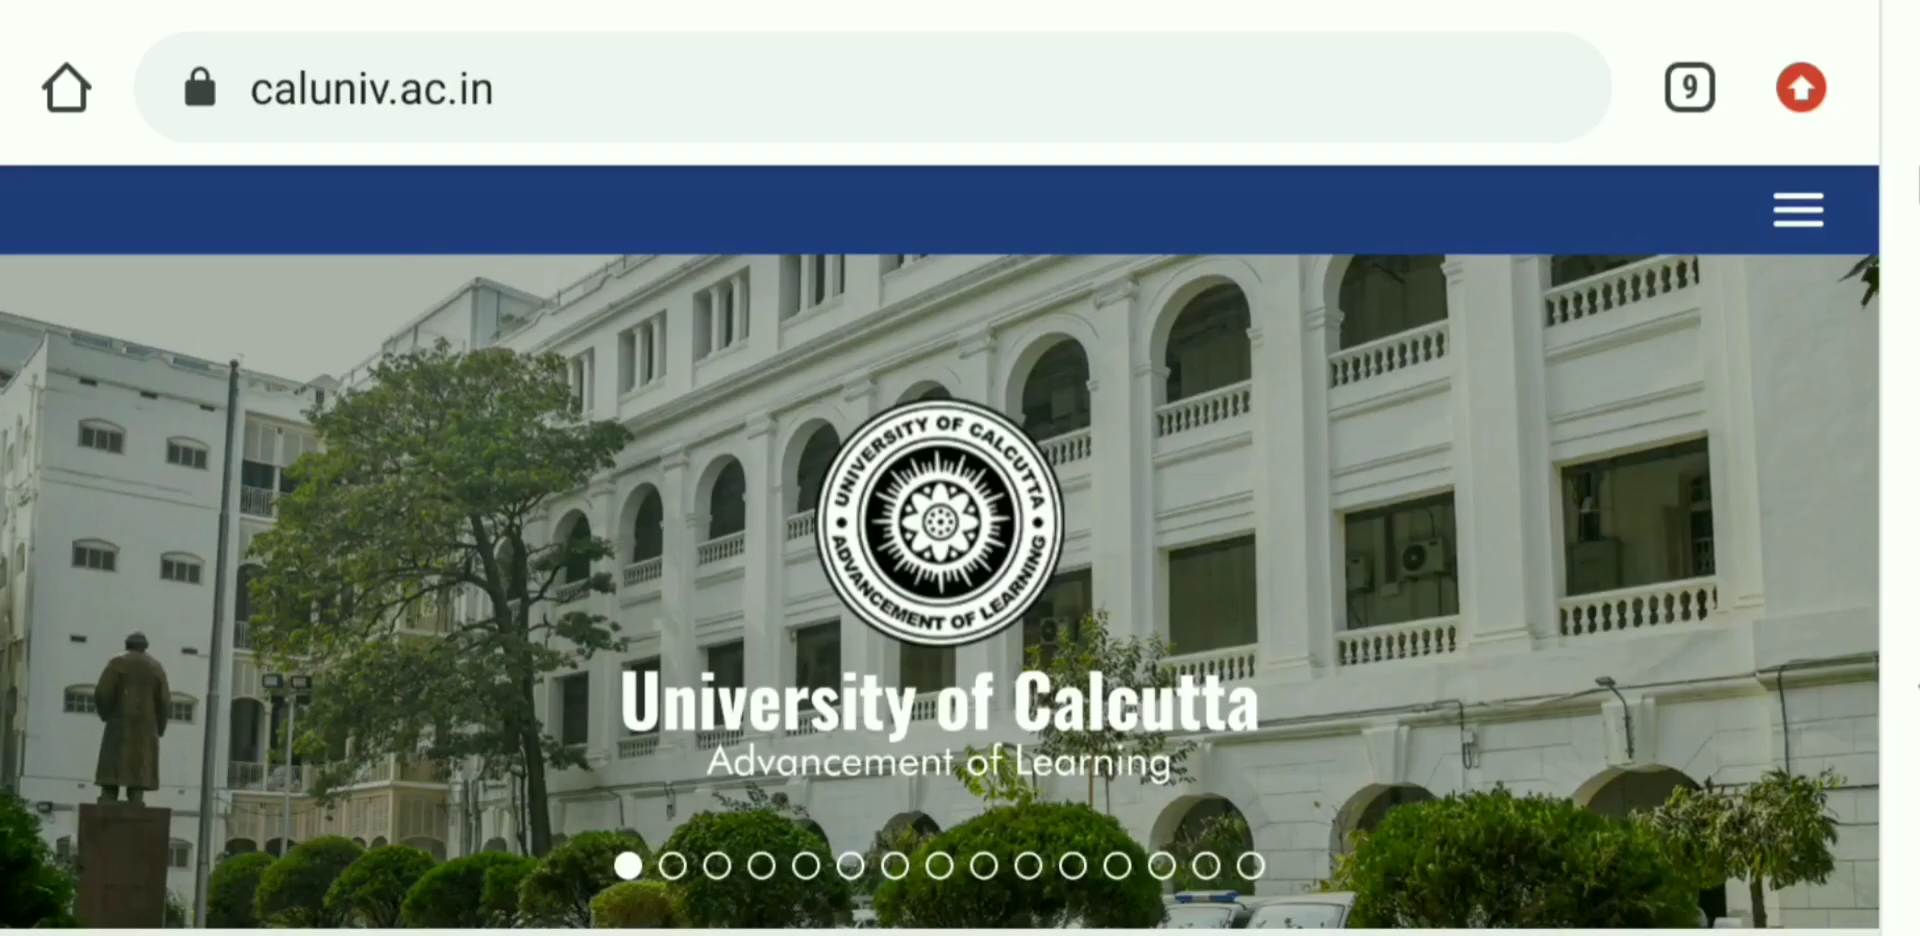 caluniv.ac.in
9
UNIVERSITY OF CALCUTTA
ADVANCEMENT OF LEARNING
University of Calcutta
Advancement of Learning